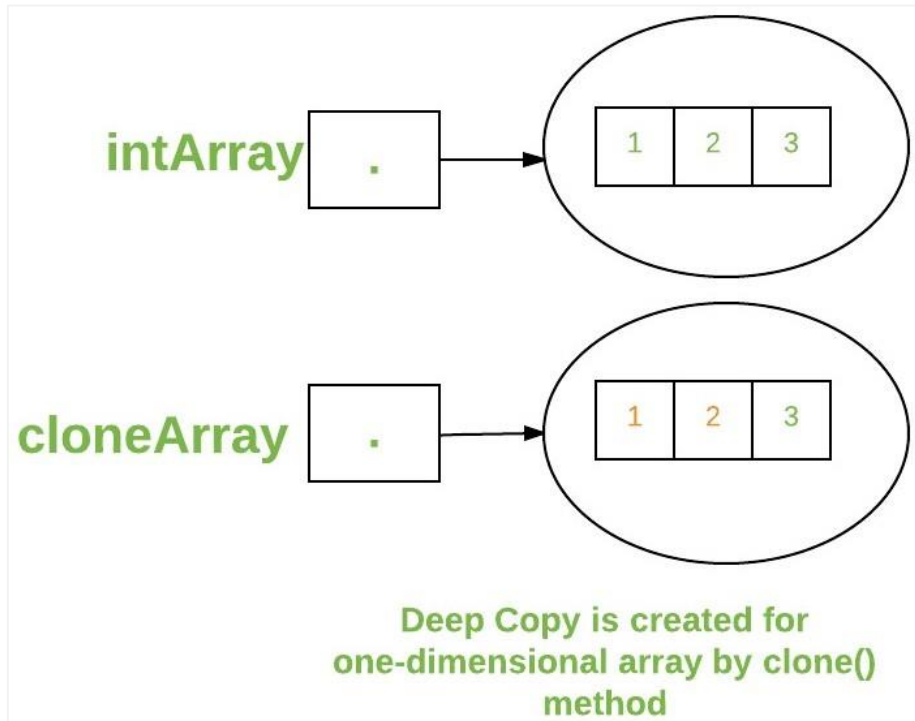 intArray . 1 2 3
cloneArray . 1 2 3
Deep Copy is created for
one-dimensional array by clone()
method